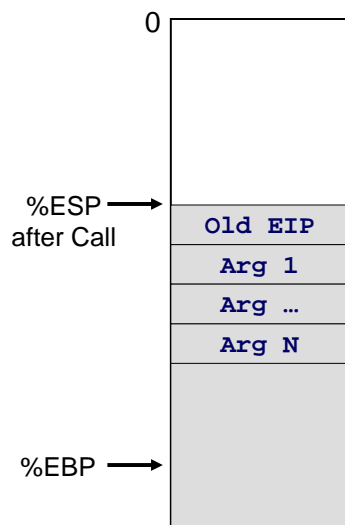 0
%ESP
after Call
Old EIP
Arg 1
Arg …
Arg N
%EBP